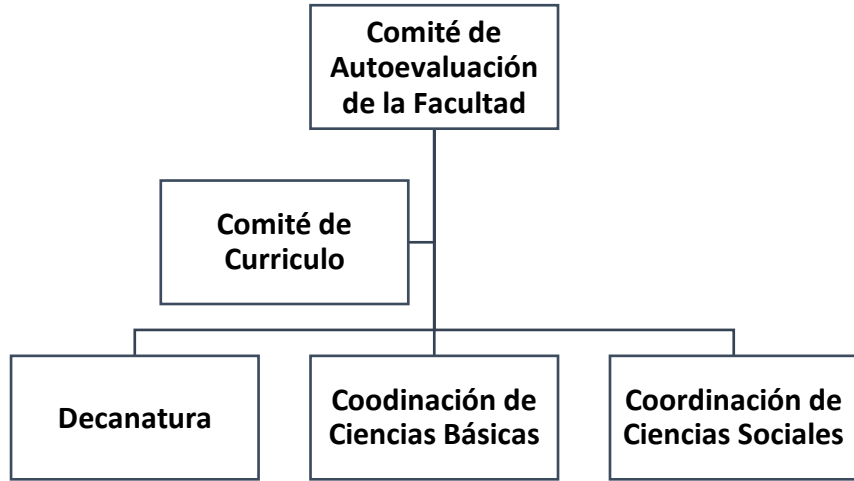 Comité de
Autoevaluación
de la Facultad
Comité de
Curriculo
Decanatura
Coodinación de
Ciencias Básicas
Coordinación de
Ciencias Sociales